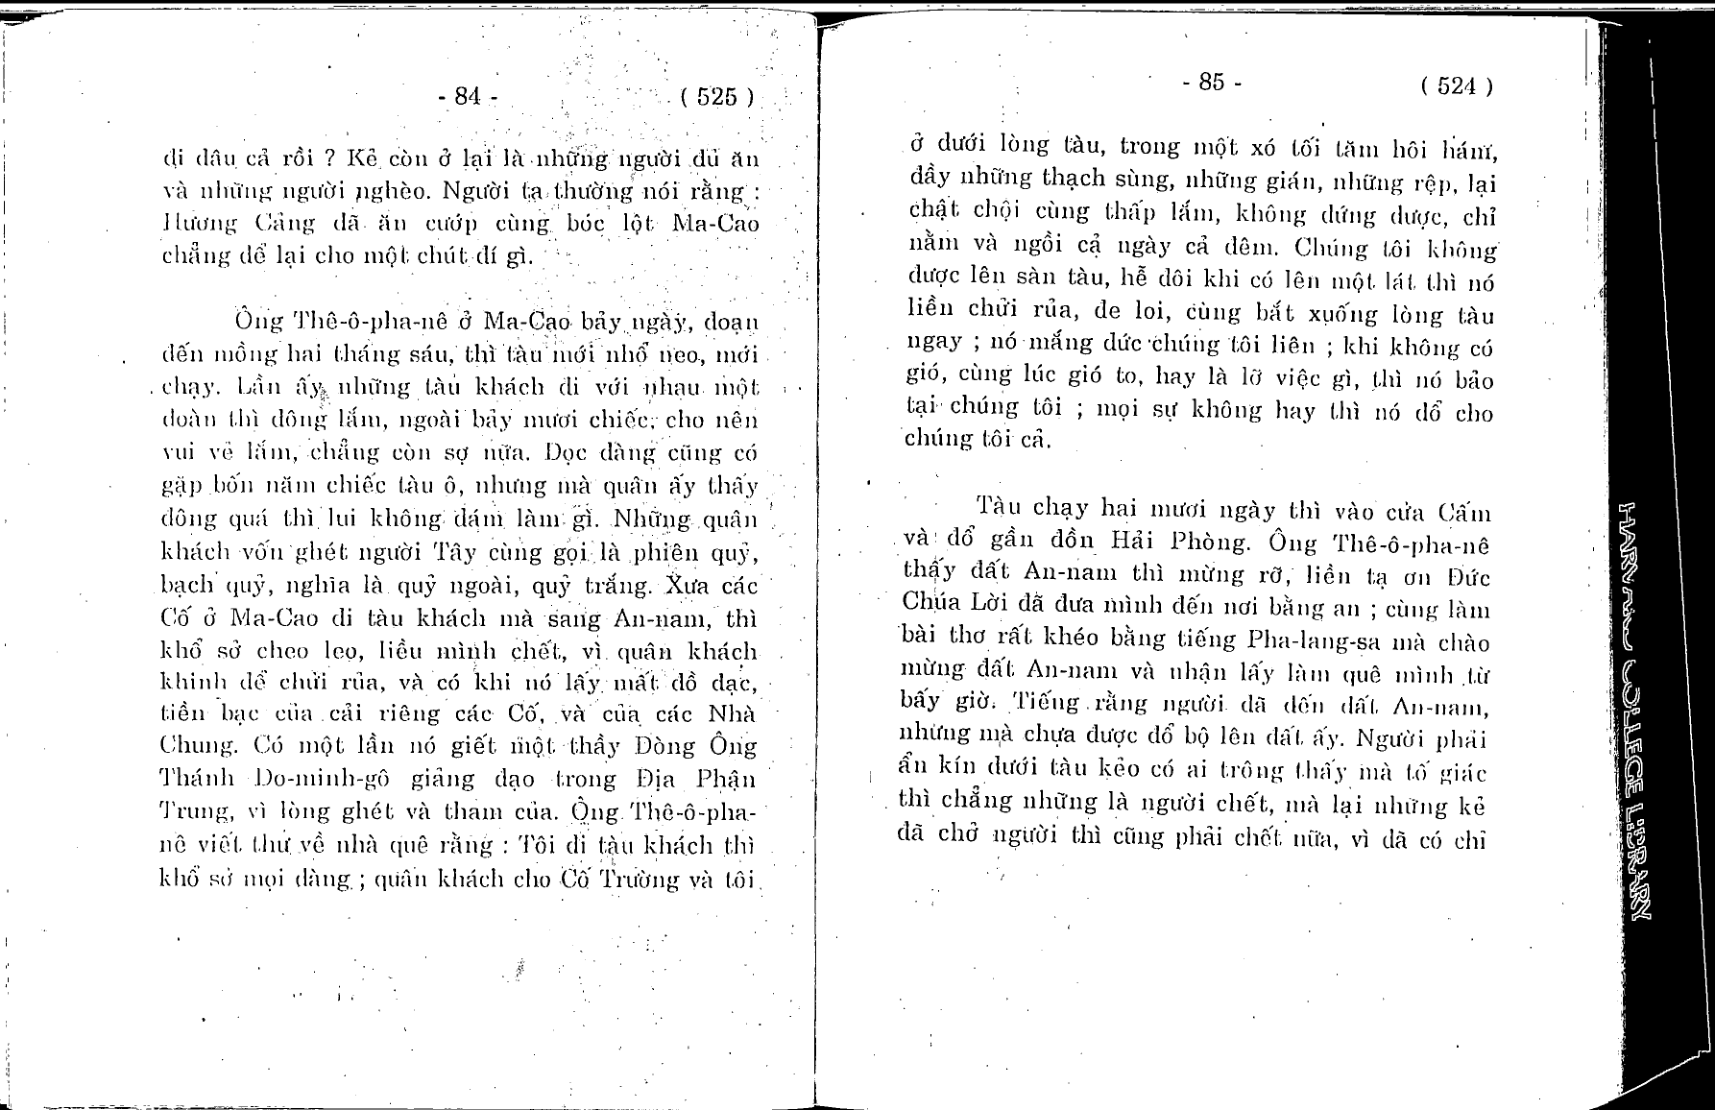 - 84 -
( 525 )
đi đâu cả rồi ? Kẻ còn ở lại là những người đủ ăn
và những người nghèo. Người ta thường nói rằng :
Hương Cảng đã ăn cướp cùng bóc lột Ma-Cao
chẳng để lại cho một chút dí gì.
Ông Thê-ô-pha-nê ở Ma-Cao bảy ngày, đoạn
đến mồng hai tháng sáu, thì tàu mới nhổ neo, mới
chạy. Lần ấy những tàu khách đi với nhau một
đoàn thì đông lắm, ngoài bảy mươi chiếc, cho nên
vui vẻ lắm, chẳng còn sợ nữa. Dọc đàng cũng có
gặp bốn năm chiếc tàu ô, nhưng mà quân ấy thấy
đông quá thì lui không dám làm gì. Những quân
khách vốn ghét người Tây cùng gọi là phiên quỷ,
bạch quỷ, nghĩa là quỷ ngoài, quỷ trắng. Xưa các
Cố ở Ma-Cao đi tàu khách mà sang An-nam, thì
khổ sở cheo leo, liều mình chết, vì quân khách
khinh dể chửi rủa, và có khi nó lấy mất đồ đạc,
tiền bạc của cải riêng các Cố, và của các Nhà
Chung. Có một lần nó giết một thầy Dòng Ông
Thánh Do-minh-gô giảng đạo trong Địa Phận
Trung, vì lòng ghét và tham của. Ông Thê-ô-pha-
nê viết thư về nhà quê rằng : Tôi đi tàu khách thì
khổ sở mọi đàng ; quân khách cho Cố Trường và tôi
- 85 -
( 524 )
ở dưới lòng tàu, trong một xó tối tăm hôi hám,
đầy những thạch sùng, những gián, những rệp, lại
chật chội cùng thấp lắm, không đứng được, chỉ
nằm và ngồi cả ngày cả đêm. Chúng tôi không
được lên sàn tàu, hễ đôi khi có lên một lát thì nó
liền chửi rủa, đe loi, cùng bắt xuống lòng tàu
ngay ; nó mắng đức chúng tôi liên ; khi không có
gió, cùng lúc gió to, hay là lỡ việc gì, thì nó bảo
tại chúng tôi ; mọi sự không hay thì nó đổ cho
chúng tôi cả.
Tàu chạy hai mươi ngày thì vào cửa Cấm
và đổ gần đồn Hải Phòng. Ông Thê-ô-pha-nê
thấy đất An-nam thì mừng rỡ, liền tạ ơn Đức
Chúa Lời đã đưa mình đến nơi bằng an ; cùng làm
bài thơ rất khéo bằng tiếng Pha-lang-sa mà chào
mừng đất An-nam và nhận lấy làm quê mình từ
bấy giờ. Tiếng rằng người đã đến đất An-nam,
nhưng mà chưa được đổ bộ lên đất ấy. Người phải
ẩn kín dưới tàu kẻo có ai trông thấy mà tố giác
thì chẳng những là người chết, mà lại những kẻ
đã chở người thì cũng phải chết nữa, vì đã có chỉ
HARVARD COLLEGE LIBRARY